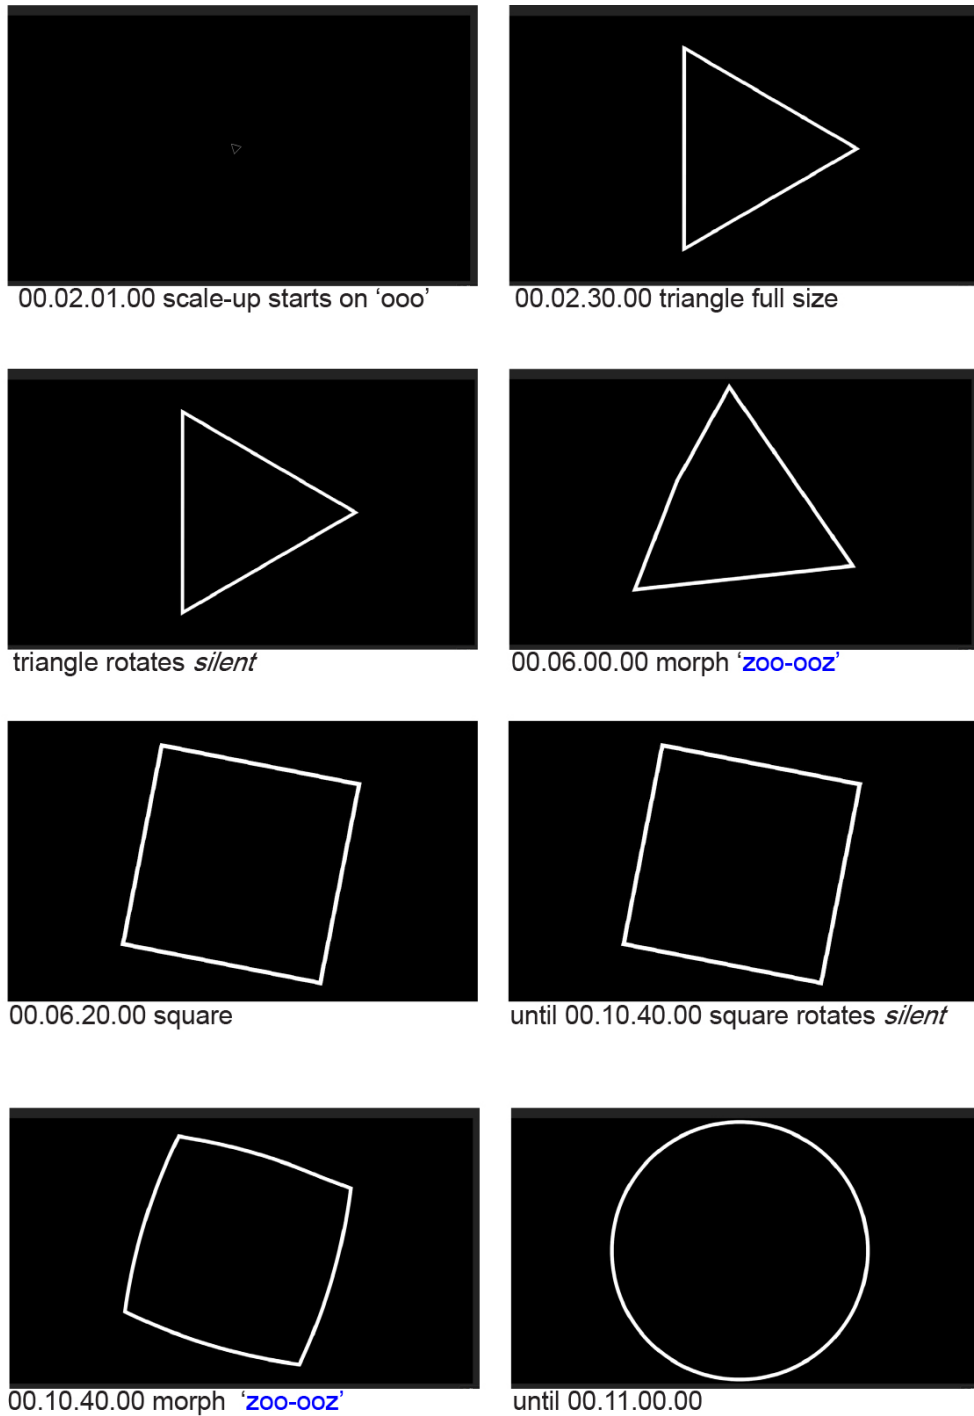 00.02.01.00 scale-up starts on ‘ooo’
00.02.30.00 triangle full size
triangle rotates silent
00.06.00.00 morph ‘zoo-ooz’
00.06.20.00 square
until 00.10.40.00 square rotates silent
00.10.40.00 morph ‘zoo-ooz’
until 00.11.00.00